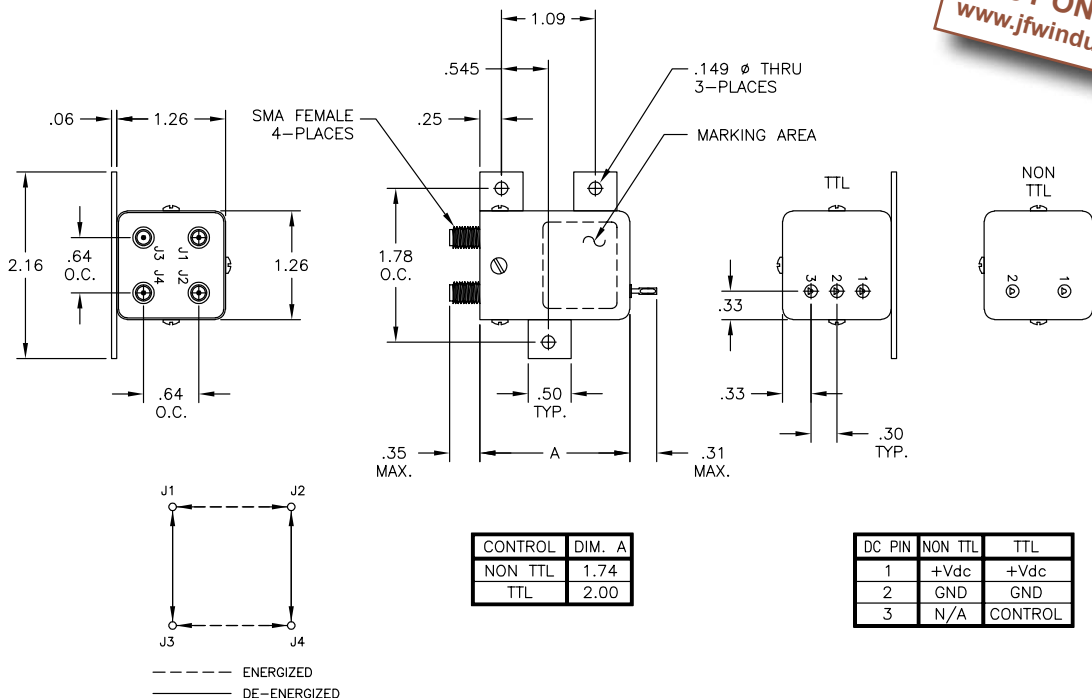 ON
www.jfwindu
1.09
.545
.149 ø THRU
3-PLACES
SMA FEMALE
4-PLACES
.25
.06
1.26
MARKING AREA
TTL
NON
TTL
2.16
.64
O.C.
J3
J1
J4
J2
1.26
1.78
O.C.
3
2
1
2
1
.33
.33
.64
O.C.
.50
TYP.
.30
TYP.
.35
MAX.
A
.31
MAX.
J1
J2
J3
J4
ENERGIZED
DE-ENERGIZED
CONTROL DIM. A
NON TTL 1.74
TTL 2.00
DC PIN NON TTL TTL
1 +Vdc +Vdc
2 GND GND
3 N/A CONTROL